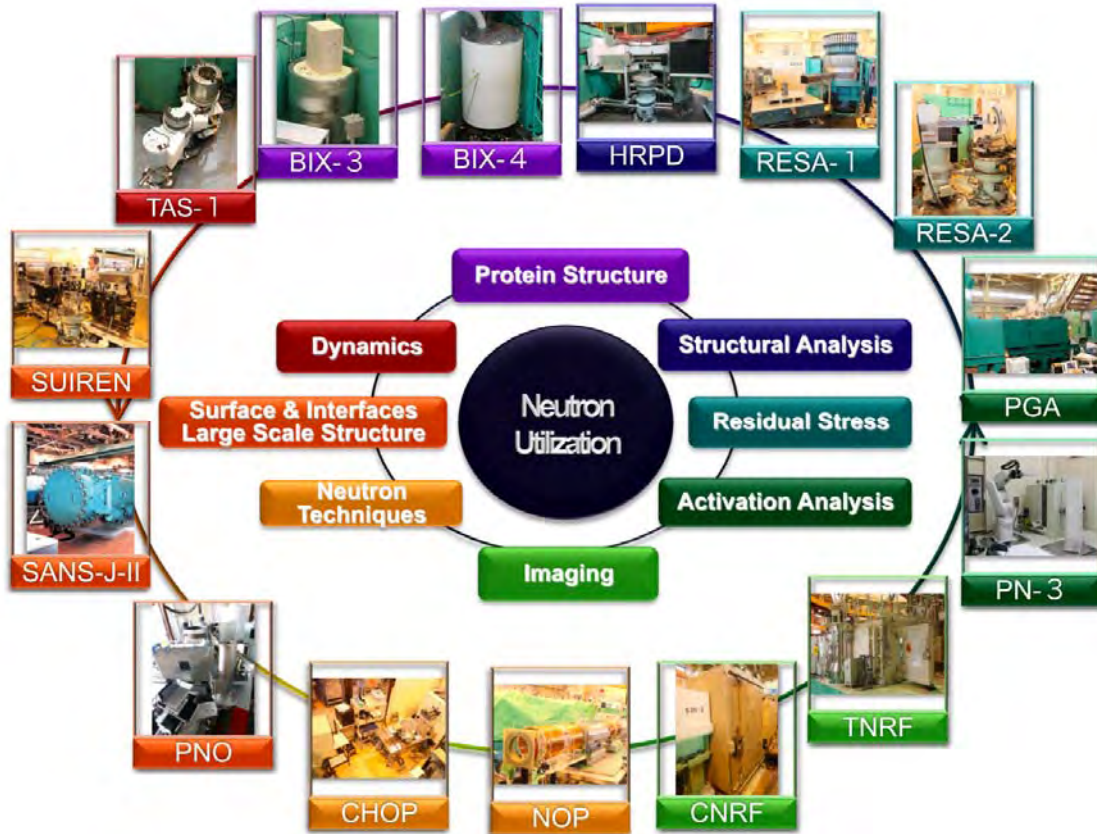 BIX-3
BIX-4
HRPD
RESA-1
TAS-1
RESA-2
Protein Structure
Dynamics
Structural Analysis
SUIREN
Surface & Interfaces
Large Scale Structure
Neutron
Utilization
Residual Stress
PGA
Neutron
Techniques
Activation Analysis
SANS-J-II
Imaging
PN-3
PNO
TNRF
CHOP
NOP
CNRF